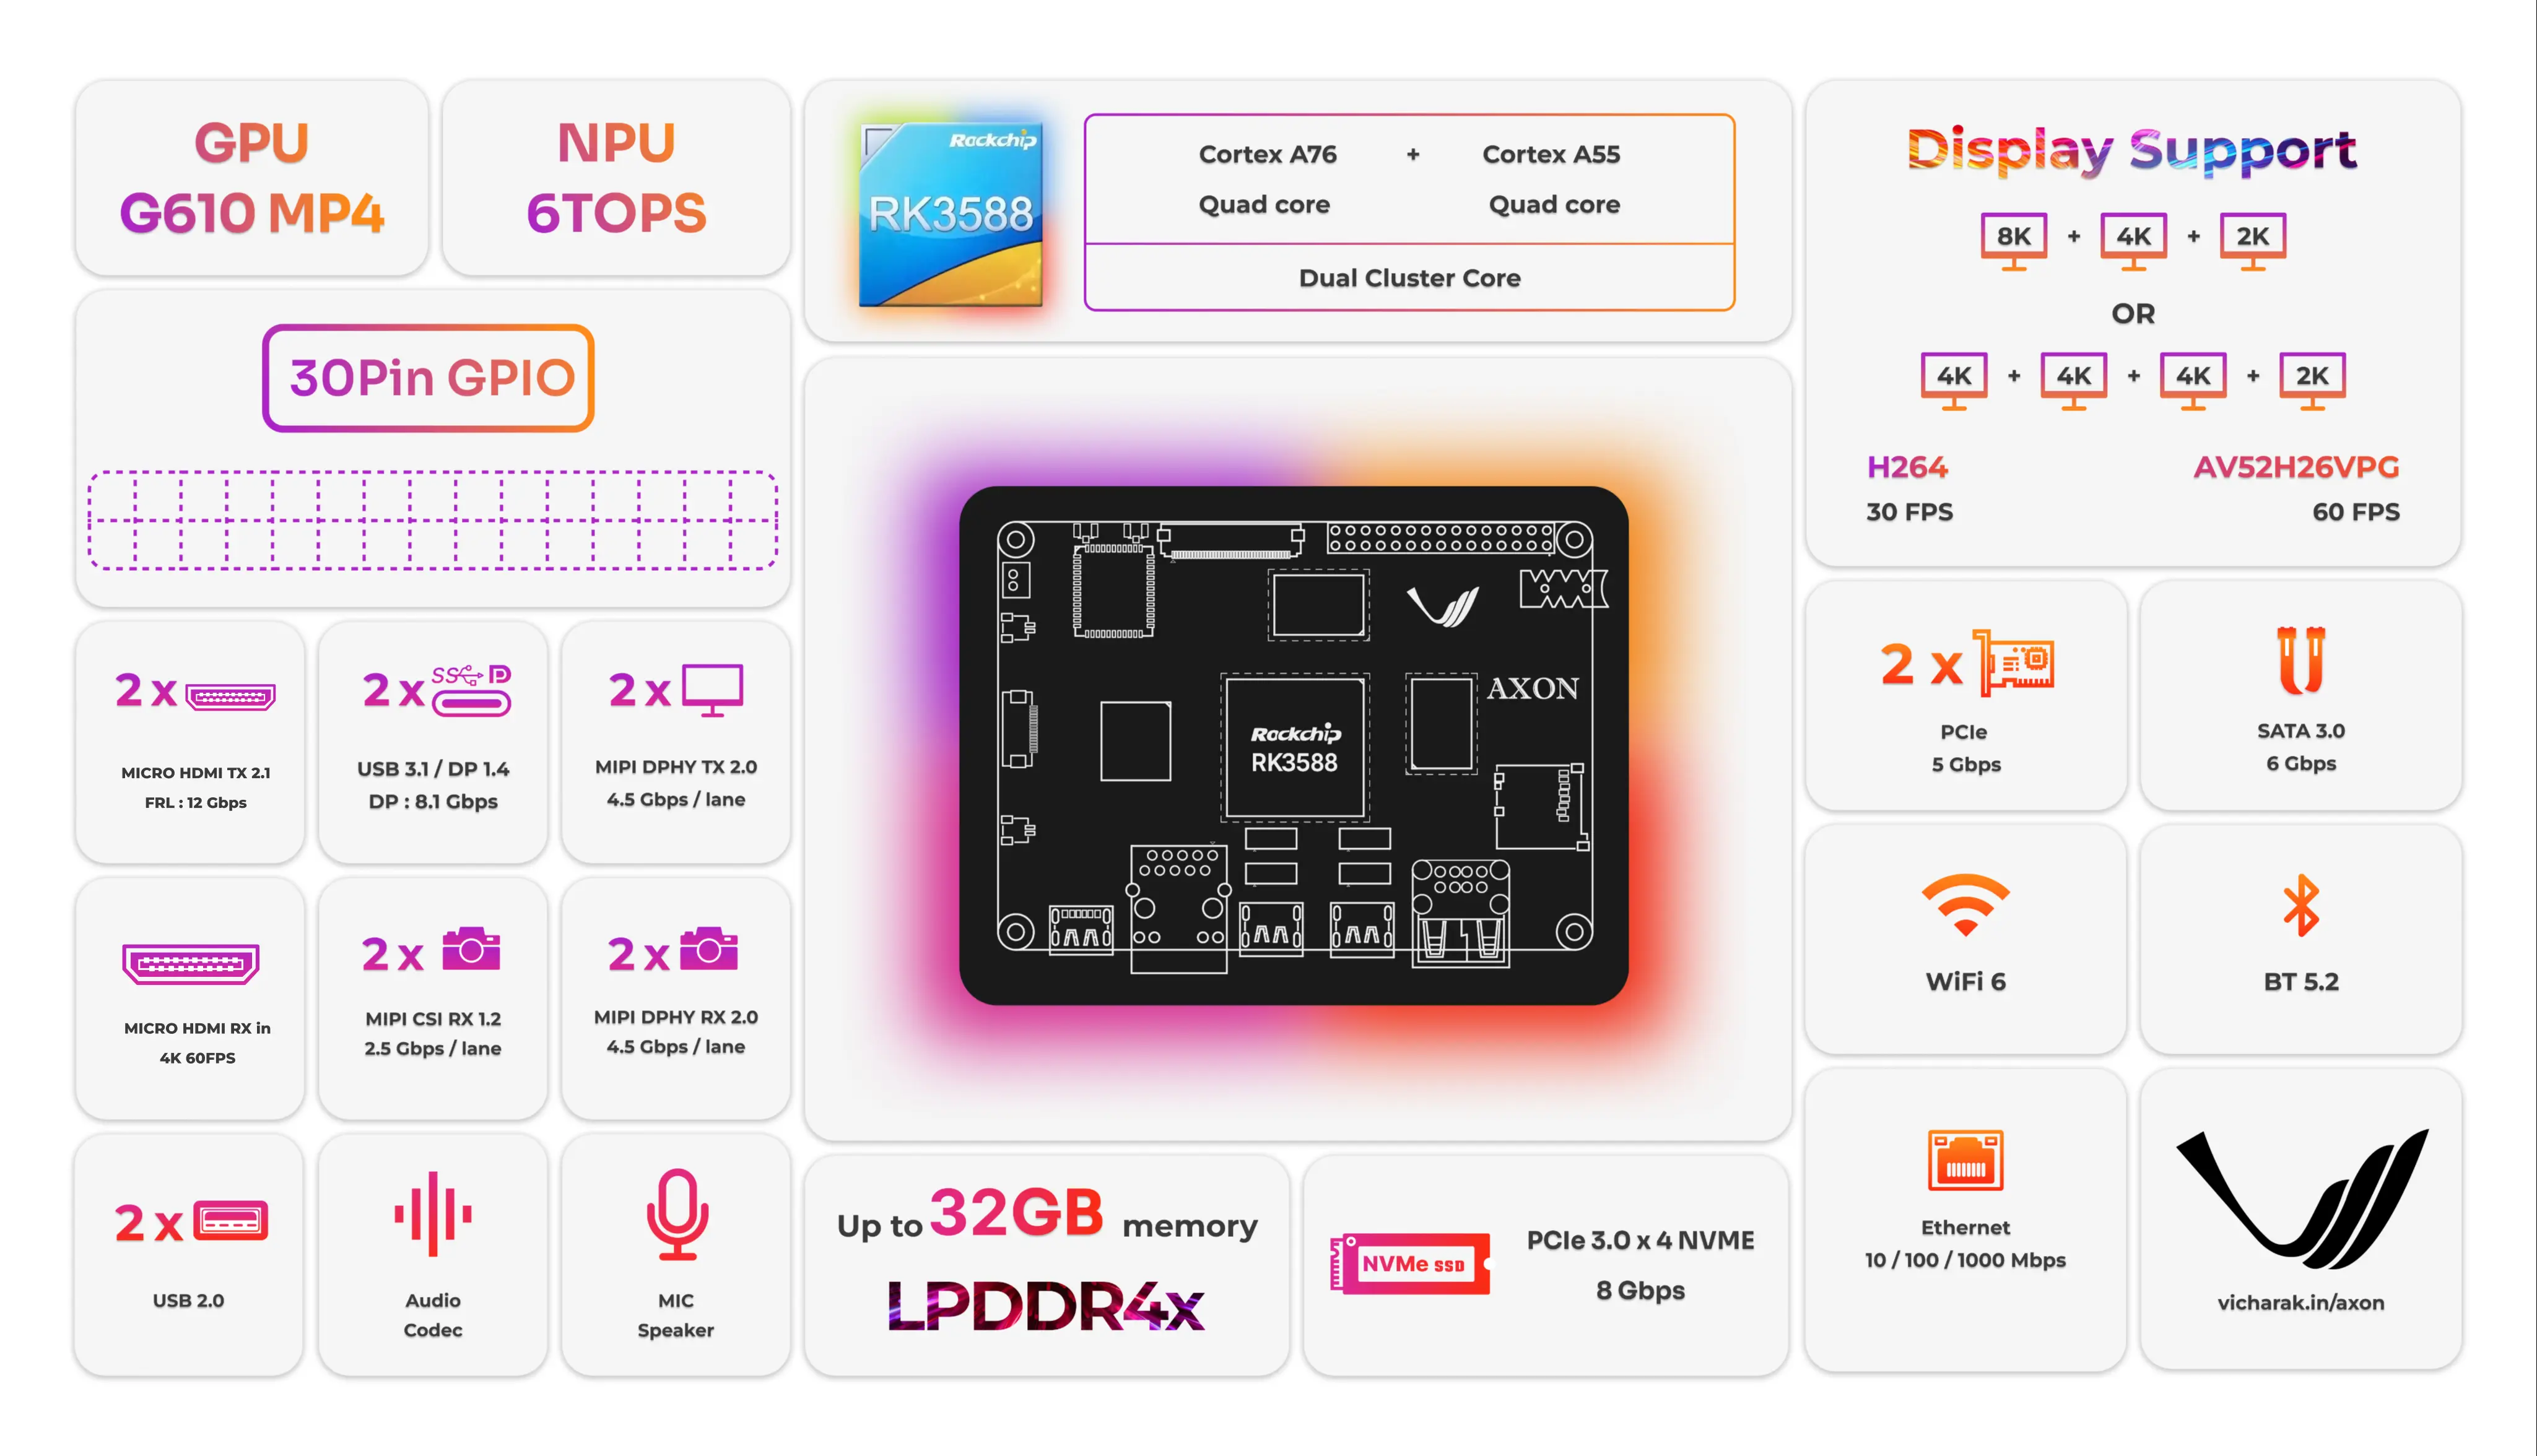 GPU
G610 MP4
NPU
6TOPS
Rockchip
RK3588
Cortex A76 + Cortex A55
Quad core Quad core
Dual Cluster Core
Display Support
8K + 4K + 2K
OR
4K + 4K + 4K + 2K
H264 AV52H26VPG
30 FPS 60 FPS
30Pin GPIO
2 x
MICRO HDMI TX 2.1
FRL : 12 Gbps
2 x SS D
USB 3.1 / DP 1.4
DP : 8.1 Gbps
2 x
MIPI DPHY TX 2.0
4.5 Gbps / lane
MICRO HDMI RX in
4K 60FPS
2 x
MIPI CSI RX 1.2
2.5 Gbps / lane
2 x
MIPI DPHY RX 2.0
4.5 Gbps / lane
2 x
USB 2.0
Audio
Codec
MIC
Speaker
AXON
Rockchip
RK3588
Up to 32GB memory
LPDDR4x
NVMe SSD
PCIe 3.0 x 4 NVME
8 Gbps
2 x
PCIe
5 Gbps
SATA 3.0
6 Gbps
WiFi 6
BT 5.2
Ethernet
10 / 100 / 1000 Mbps
vicharak.in/axon